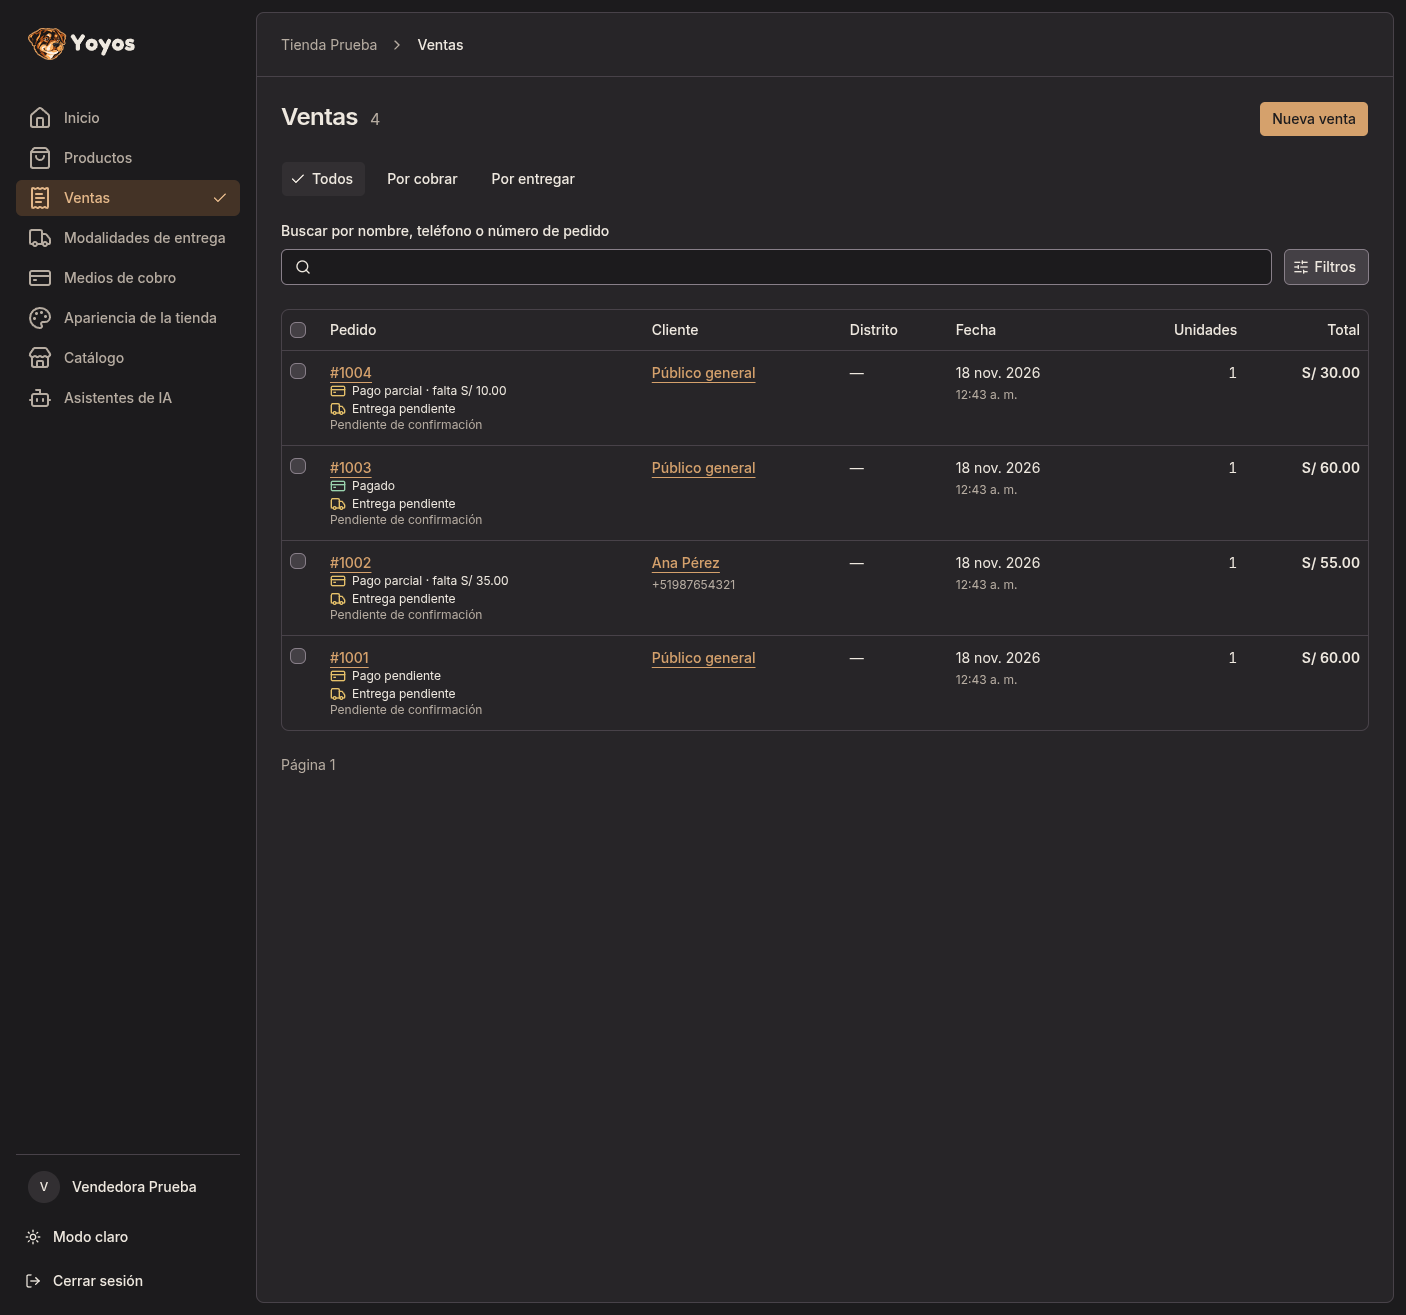 Yoyos
Inicio
Productos
Ventas
Modalidades de entrega
Medios de cobro
Apariencia de la tienda
Catálogo
Asistentes de IA
V
Vendedora Prueba
Modo claro
Cerrar sesión
Tienda Prueba > Ventas
Ventas 4
Nueva venta
Todos Por cobrar Por entregar
Buscar por nombre, teléfono o número de pedido
Filtros
Pedido Cliente Distrito Fecha Unidades Total
#1004 Público general — 18 nov. 2026 1 S/ 30.00
Pago parcial · falta S/ 10.00 12:43 a. m.
Entrega pendiente
Pendiente de confirmación
#1003 Público general — 18 nov. 2026 1 S/ 60.00
Pagado 12:43 a. m.
Entrega pendiente
Pendiente de confirmación
#1002 Ana Pérez — 18 nov. 2026 1 S/ 55.00
Pago parcial · falta S/ 35.00 +51987654321 12:43 a. m.
Entrega pendiente
Pendiente de confirmación
#1001 Público general — 18 nov. 2026 1 S/ 60.00
Pago pendiente 12:43 a. m.
Entrega pendiente
Pendiente de confirmación
Página 1